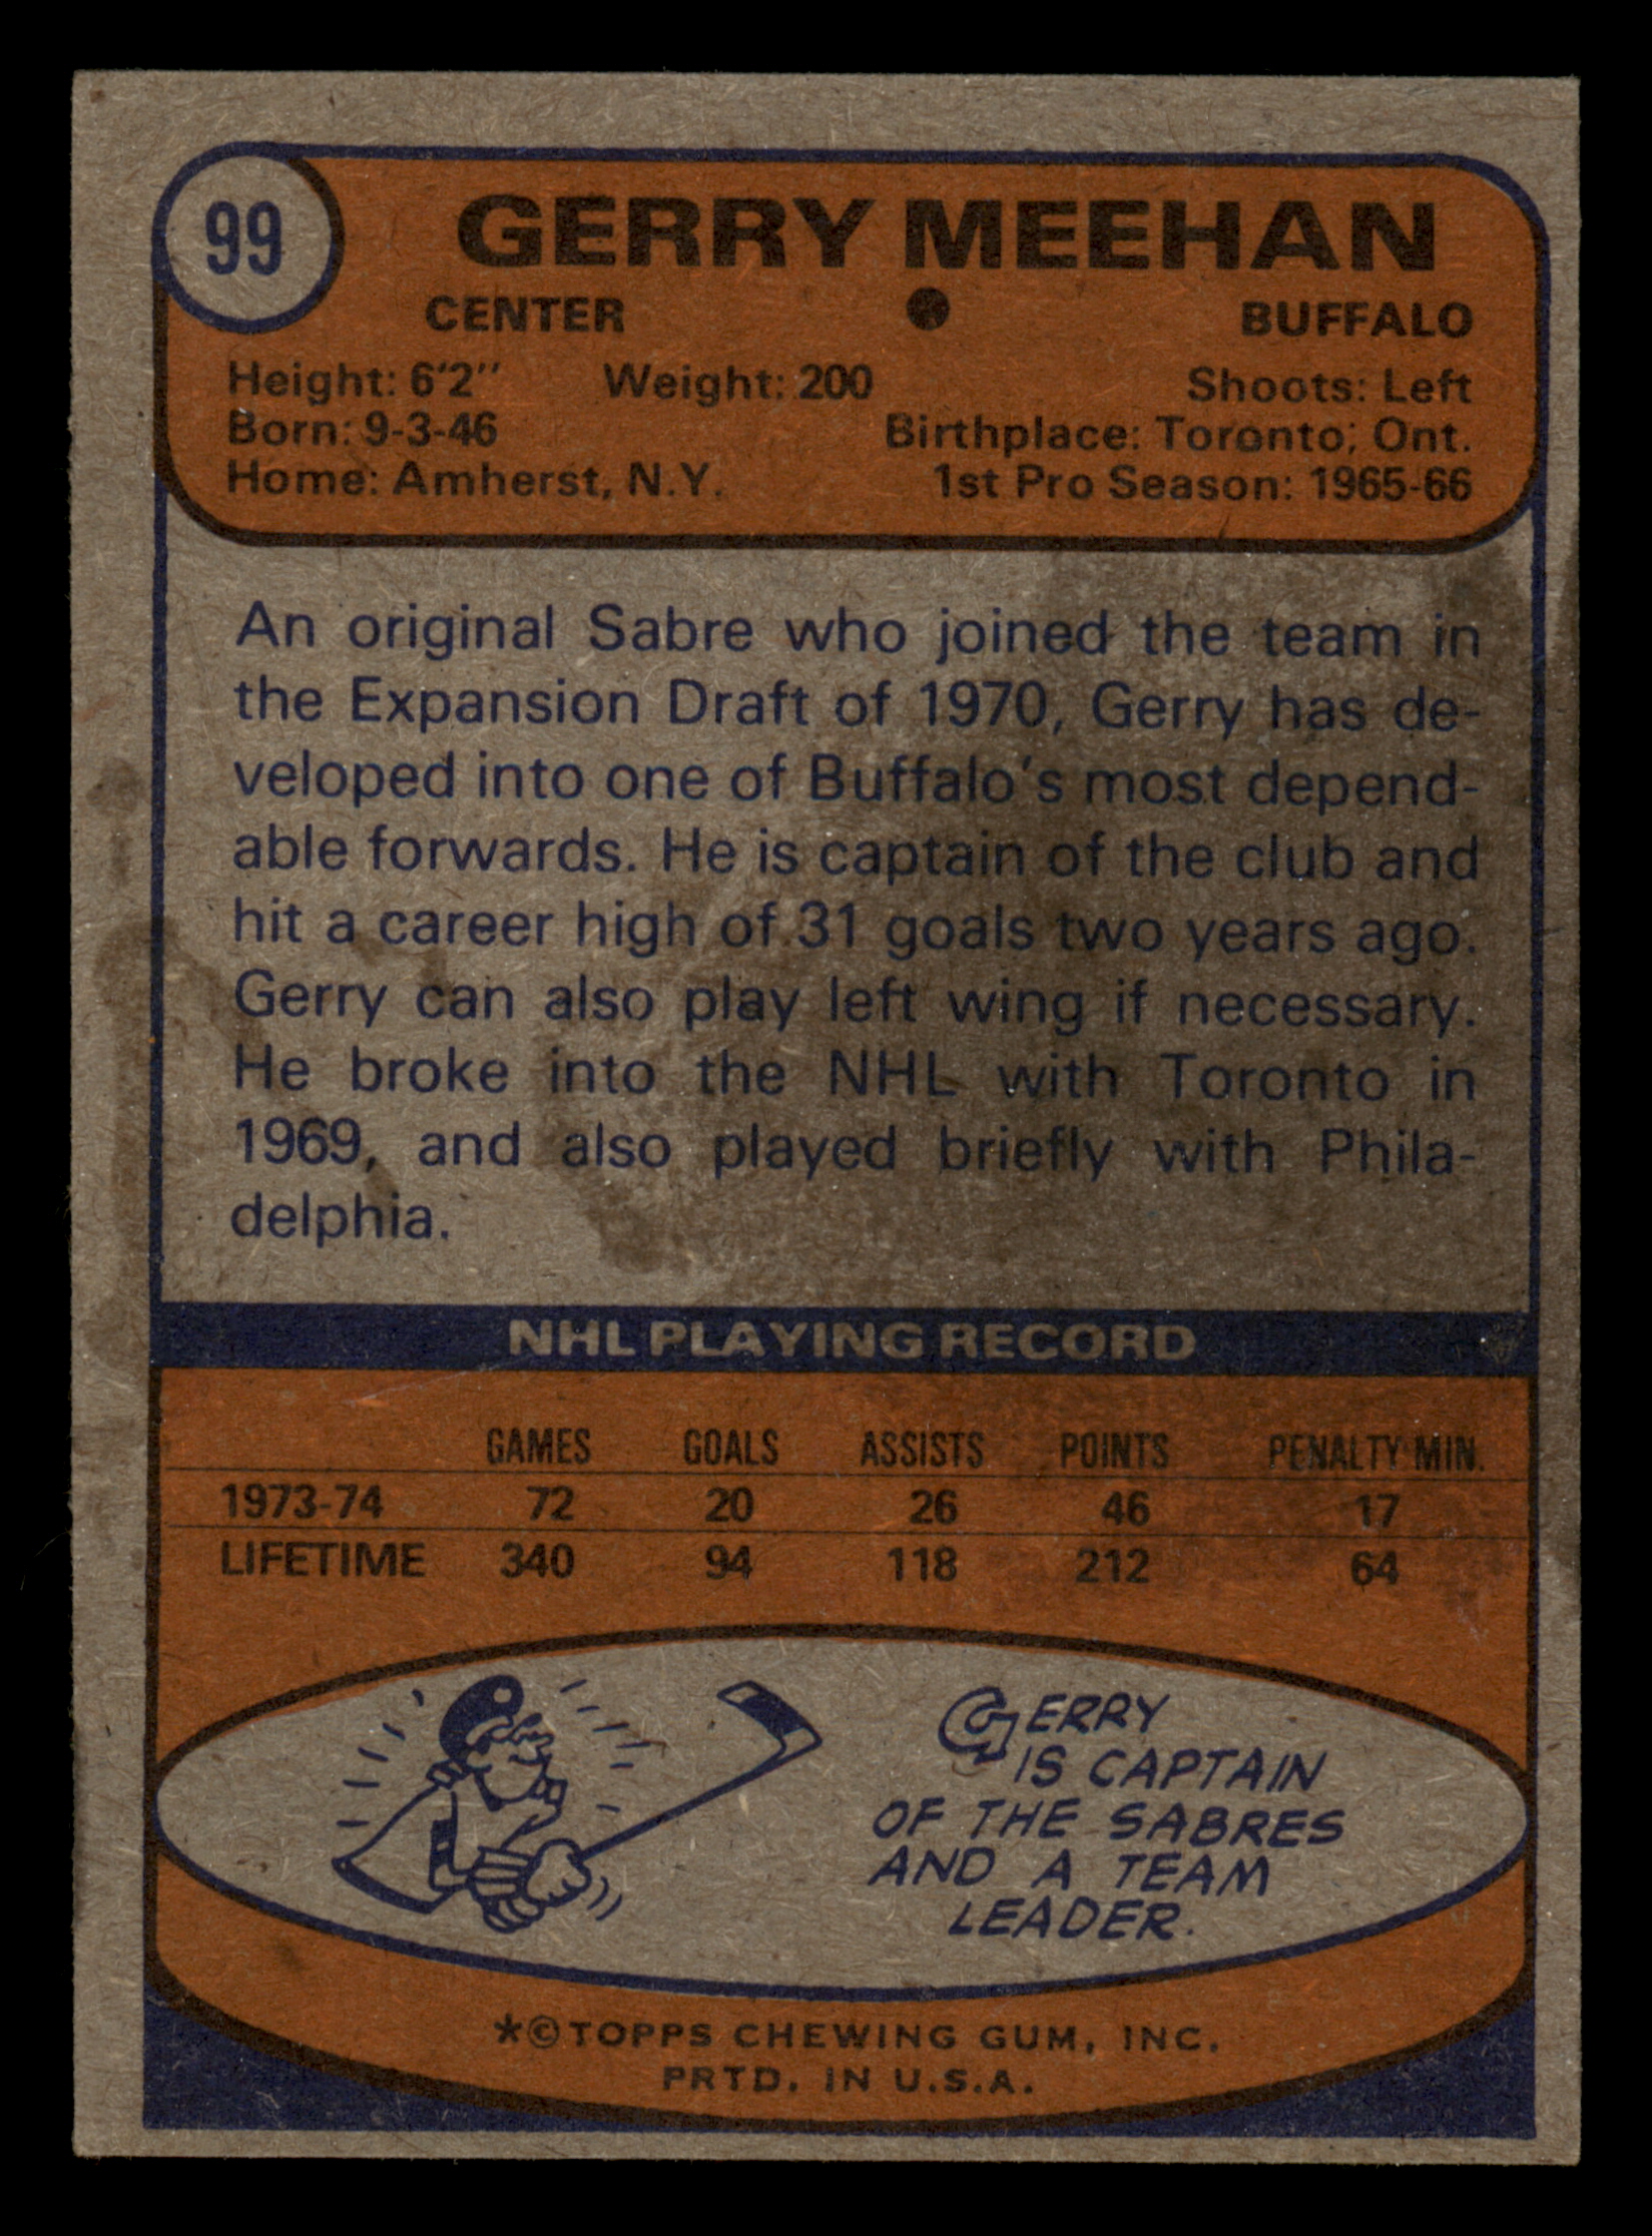 99
GERRY MEEHAN
CENTER ● BUFFALO
Height: 6'2" Weight: 200 Shoots: Left
Born: 9-3-46 Birthplace: Toronto, Ont.
Home: Amherst, N.Y. 1st Pro Season: 1965-66
An original Sabre who joined the team in
the Expansion Draft of 1970, Gerry has de-
veloped into one of Buffalo's most depend-
able forwards. He is captain of the club and
hit a career high of 31 goals two years ago.
Gerry can also play left wing if necessary.
He broke into the NHL with Toronto in
1969, and also played briefly with Phila-
delphia.
NHL PLAYING RECORD
GAMES GOALS ASSISTS POINTS PENALTY MIN.
1973-74 72 20 26 46 17
LIFETIME 340 94 118 212 64
GERRY
IS CAPTAIN
OF THE SABRES
AND A TEAM
LEADER.
*©TOPPS CHEWING GUM, INC.
PRTD. IN U.S.A.